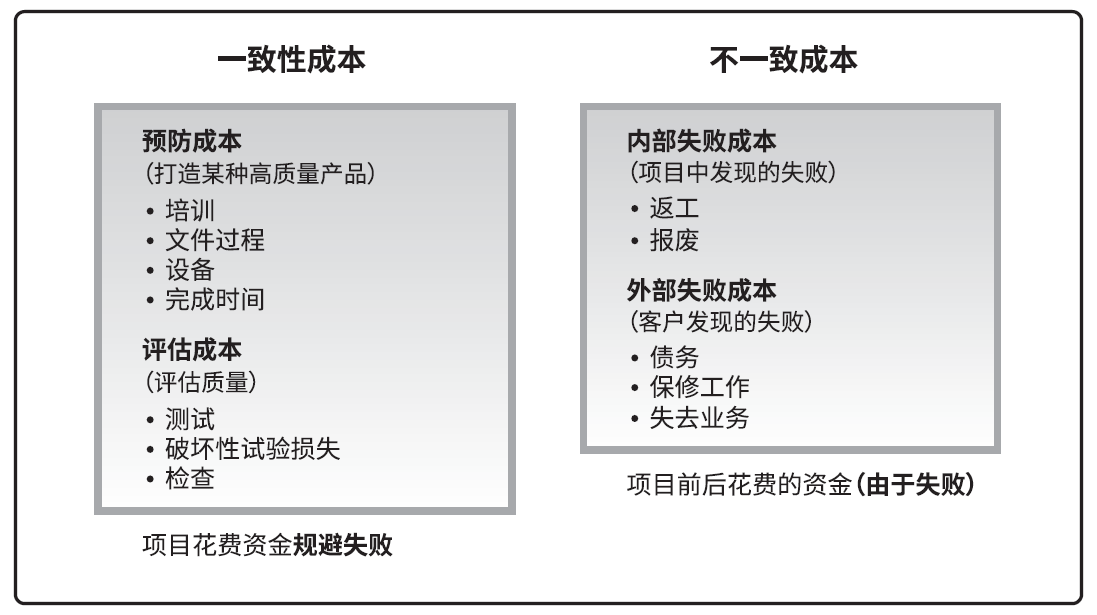 一致性成本
预防成本
（打造某种高质量产品）
• 培训
• 文件过程
• 设备
• 完成时间
评估成本
（评估质量）
• 测试
• 破坏性试验损失
• 检查
项目花费资金规避失败
不一致成本
内部失败成本
（项目中发现的失败）
• 返工
• 报废
外部失败成本
（客户发现的失败）
• 债务
• 保修工作
• 失去业务
项目前后花费的资金（由于失败）